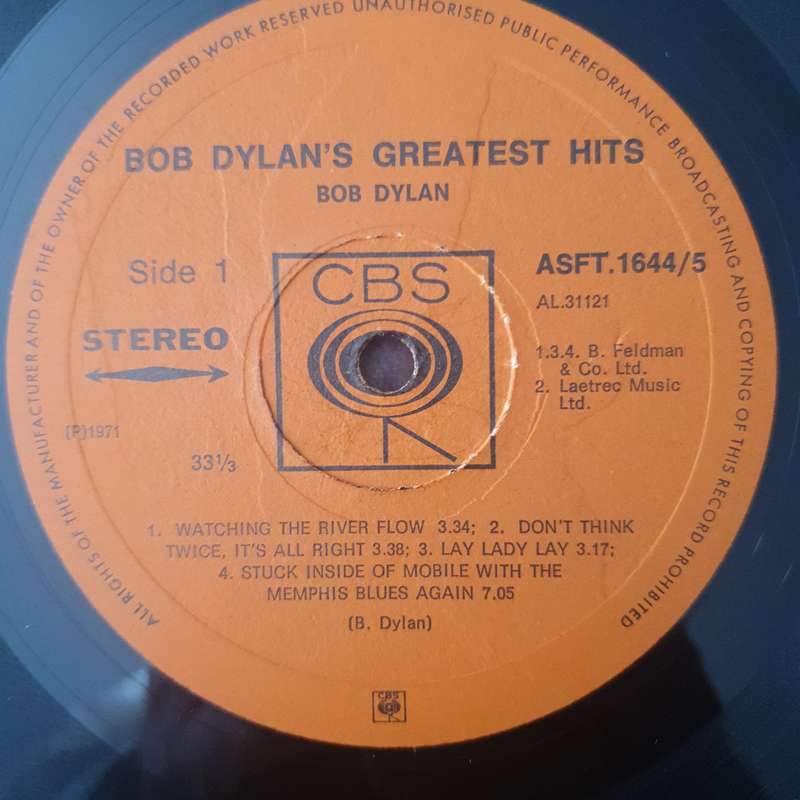 ALL RIGHTS OF THE MANUFACTURER AND OF THE OWNER OF THE RECORDED WORK RESERVED UNAUTHORISED PUBLIC PERFORMANCE BROADCASTING AND COPYING OF THIS RECORD PROHIBITED
BOB DYLAN'S GREATEST HITS
BOB DYLAN
Side 1
CBS
ASFT.1644/5
AL.31121
STEREO
1.3.4. B. Feldman
& Co. Ltd.
2. Laetrec Music
Ltd.
(P)1971
33⅓
1. WATCHING THE RIVER FLOW 3.34; 2. DON'T THINK
TWICE, IT'S ALL RIGHT 3.38; 3. LAY LADY LAY 3.17;
4. STUCK INSIDE OF MOBILE WITH THE
MEMPHIS BLUES AGAIN 7.05
(B. Dylan)
CBS